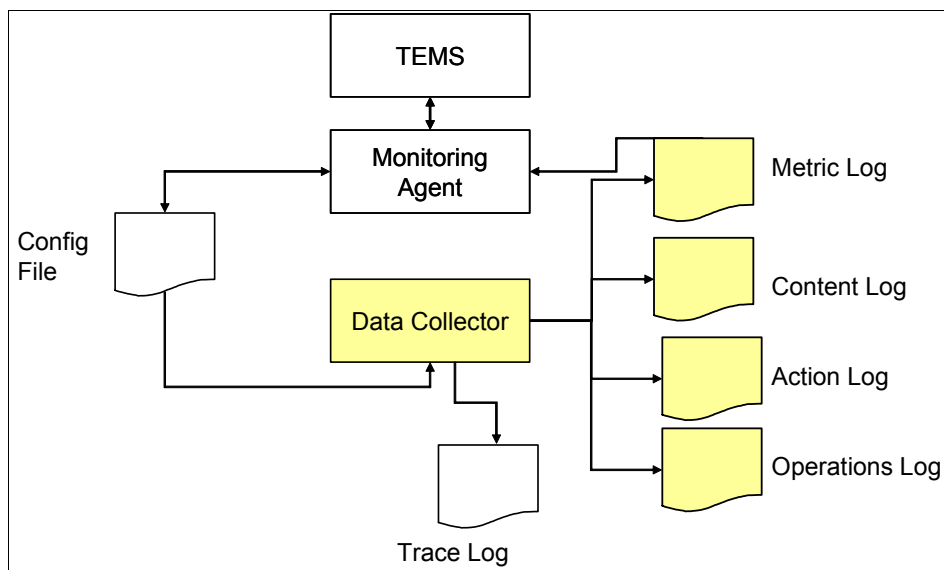 TEMS
Monitoring
Agent
Metric Log
Config
File
Content Log
Data Collector
Action Log
Operations Log
Trace Log